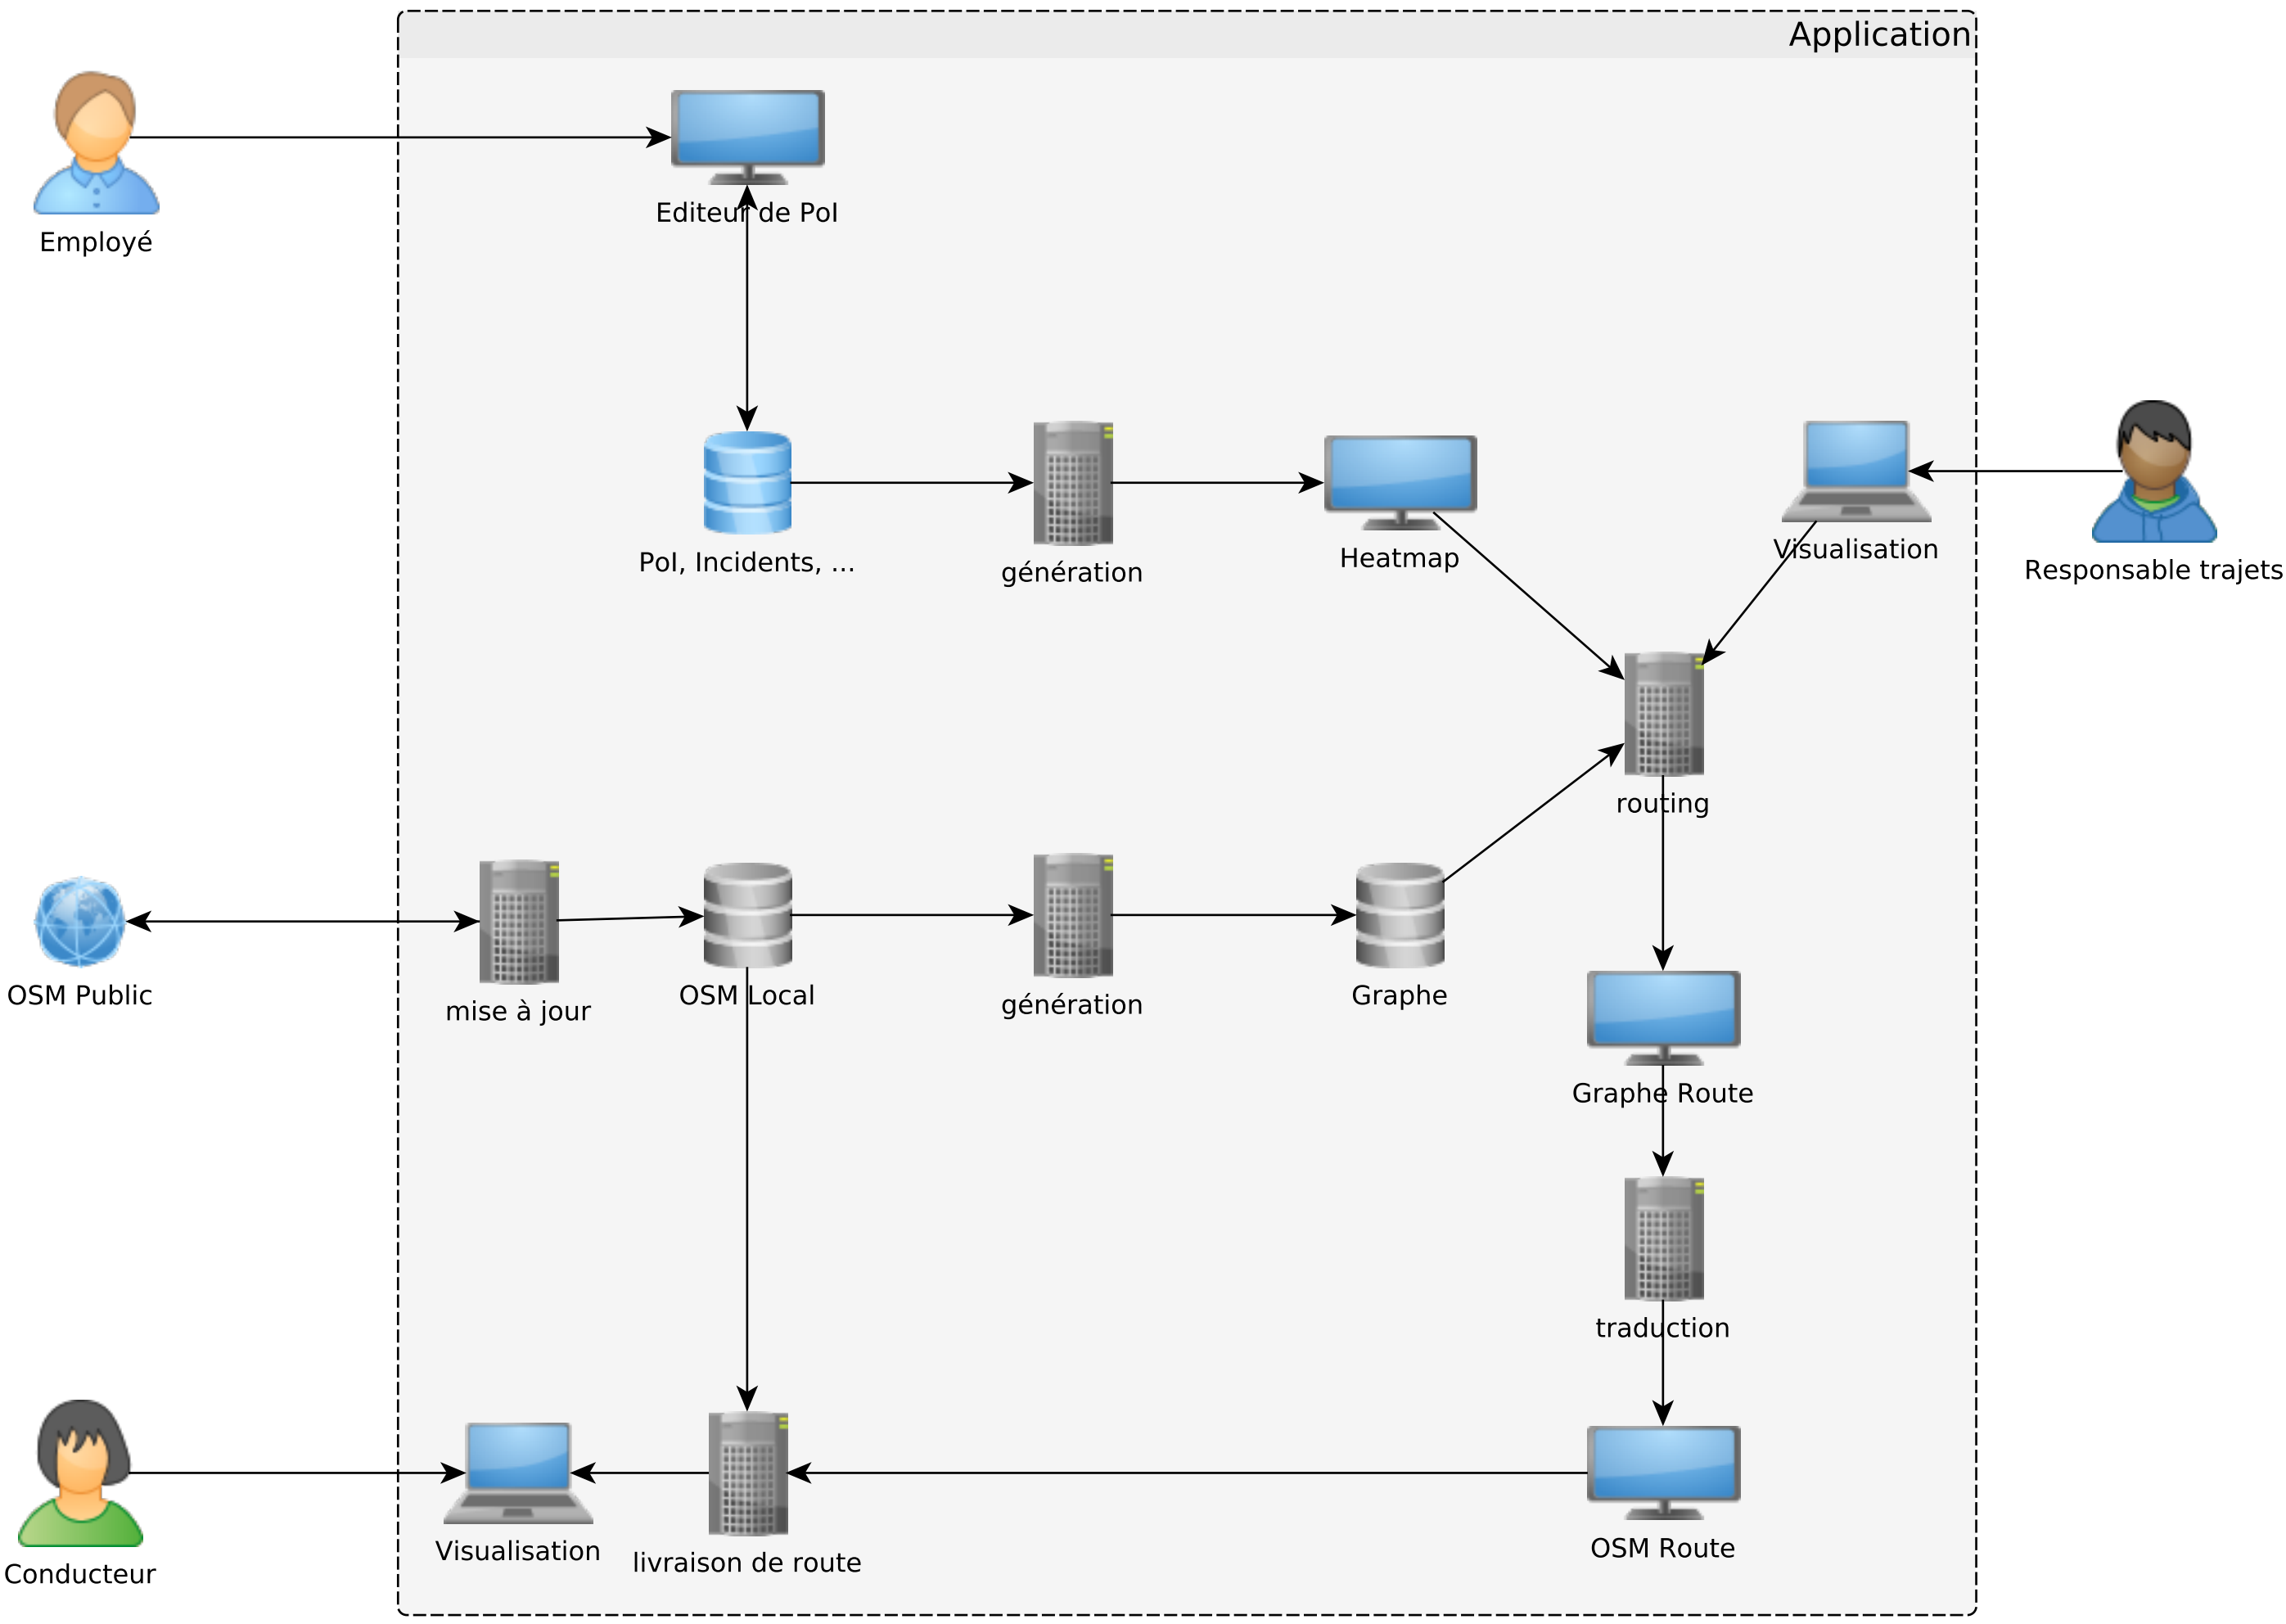 Application
Employé
Editeur de PoI
PoI, Incidents, ...
génération
Heatmap
Visualisation
Responsable trajets
routing
OSM Public
mise à jour
OSM Local
génération
Graphe
Graphe Route
traduction
Conducteur
Visualisation
livraison de route
OSM Route